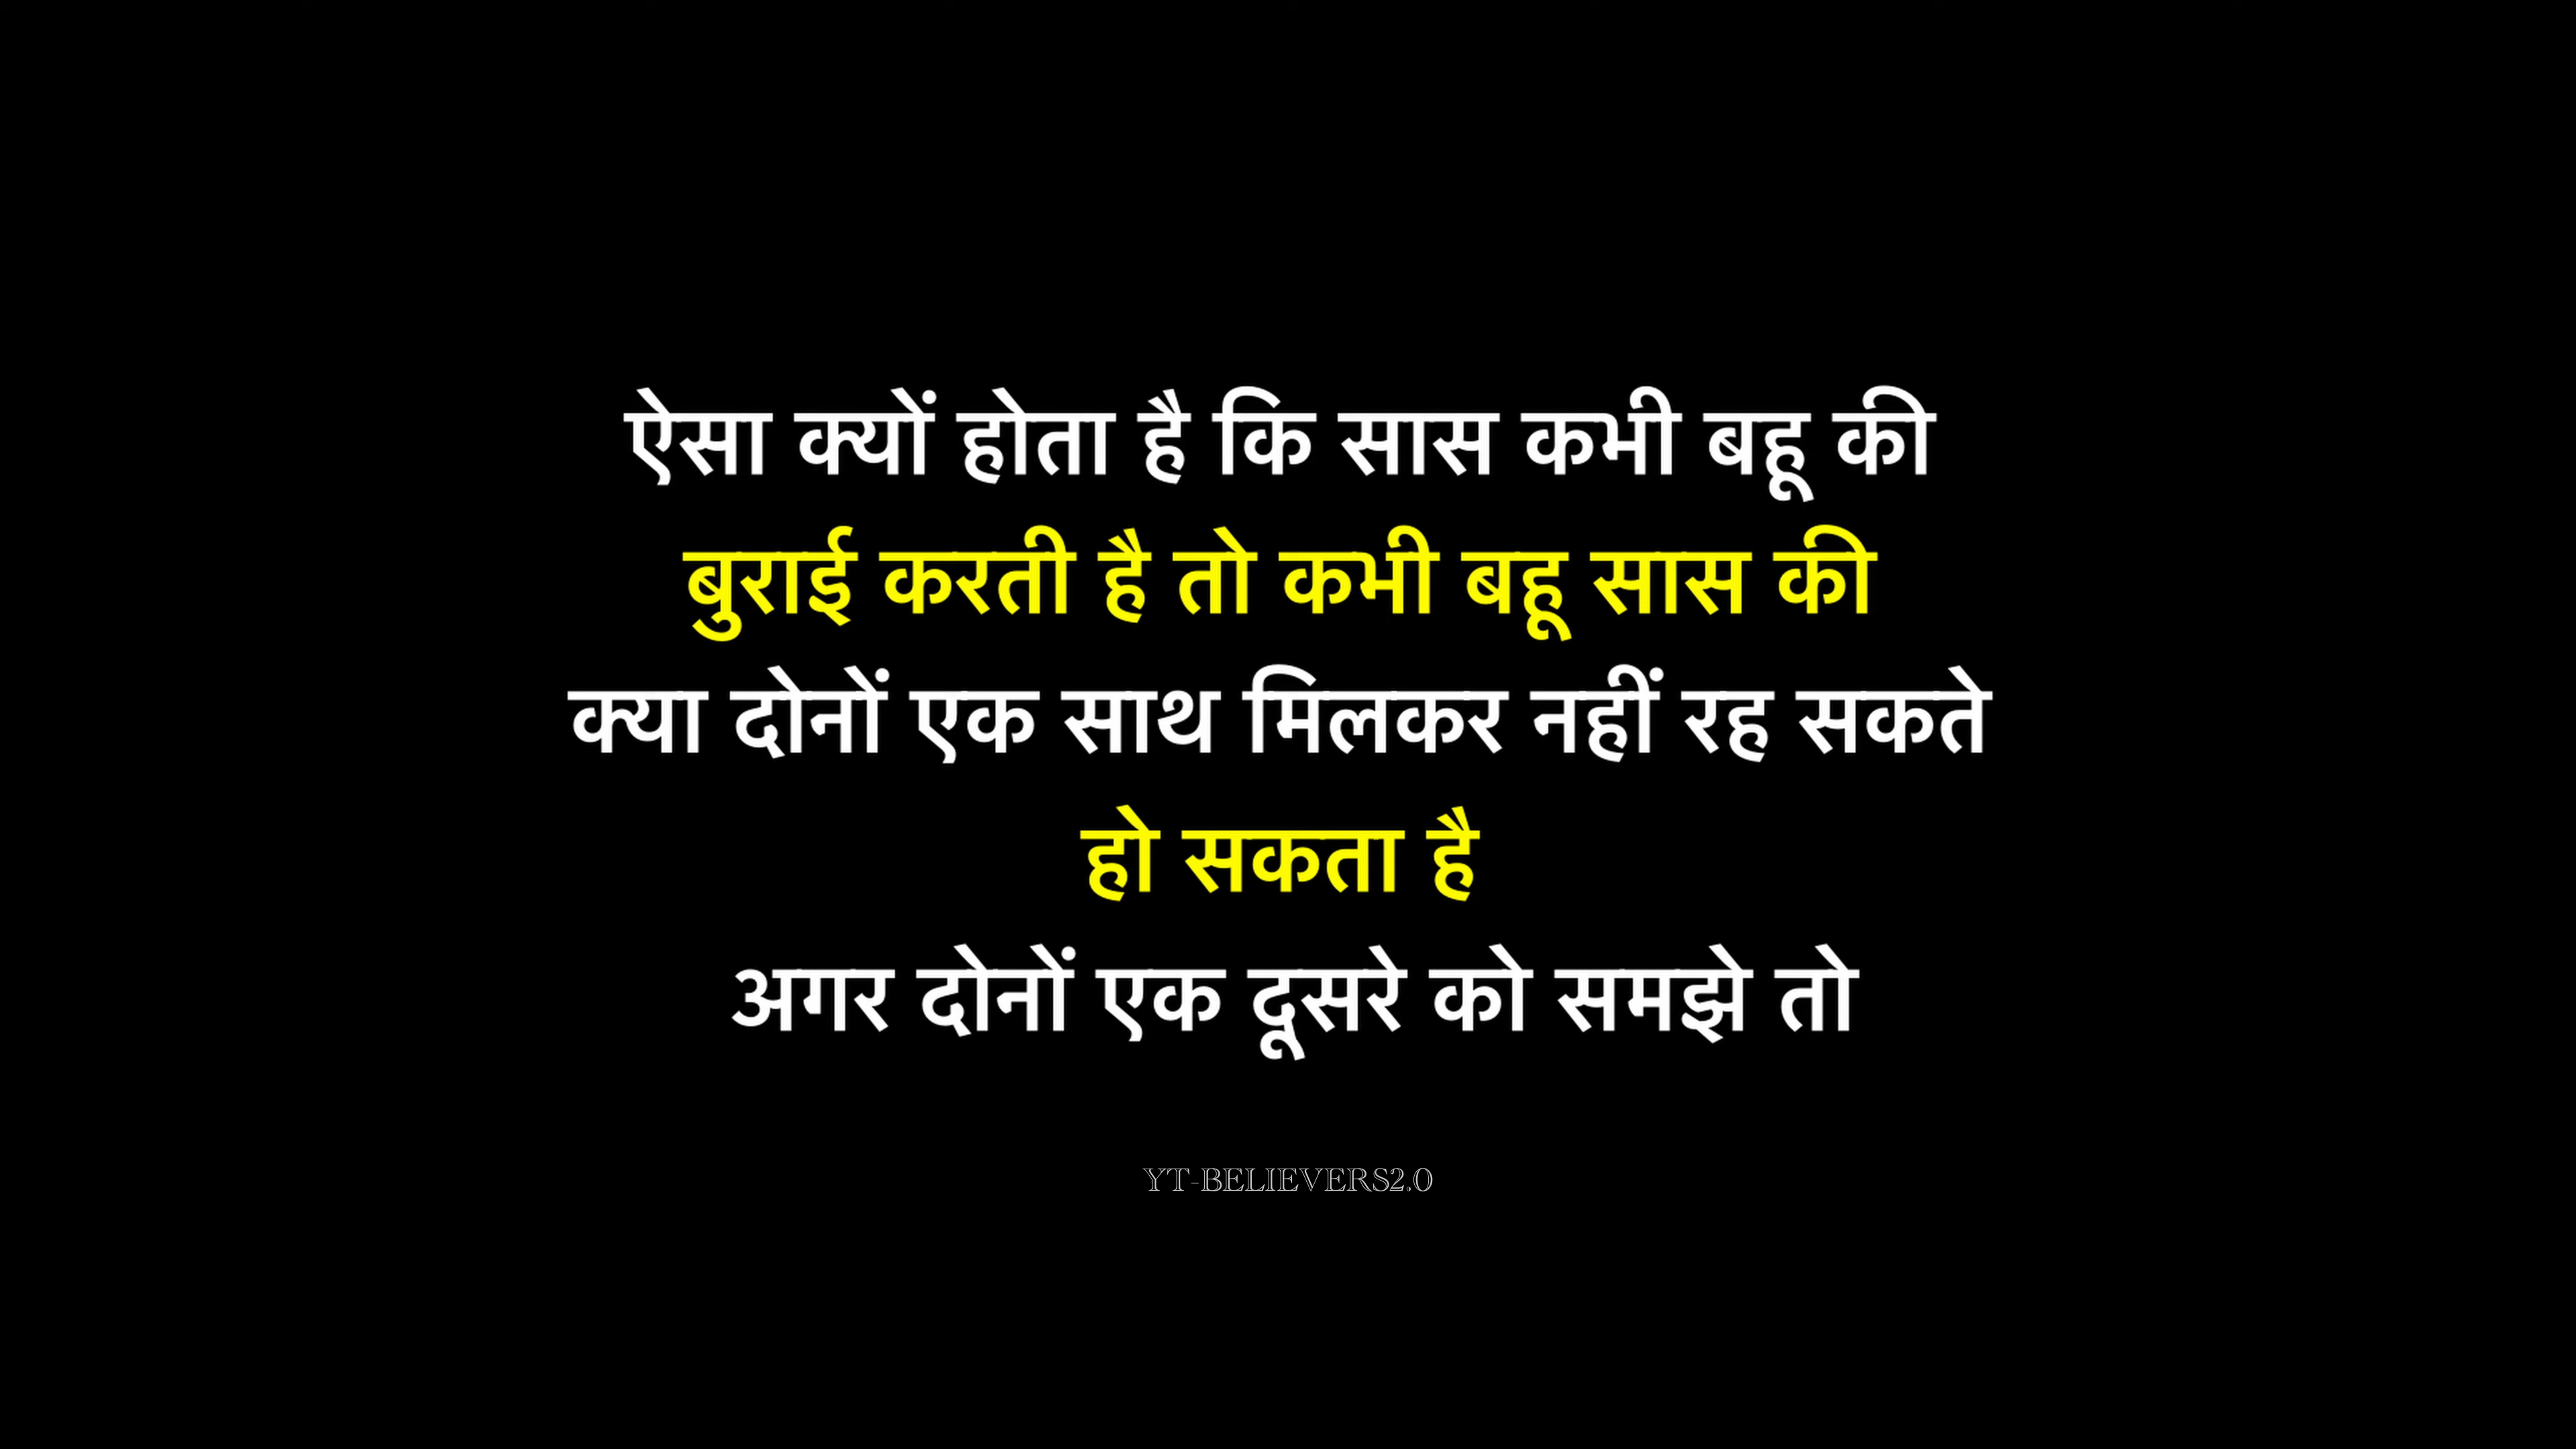 ऐसा क्यों होता है कि सास कभी बहू की
बुराई करती है तो कभी बहू सास की
क्या दोनों एक साथ मिलकर नहीं रह सकते
हो सकता है
अगर दोनों एक दूसरे को समझे तो
YT-BELIEVERS2.0